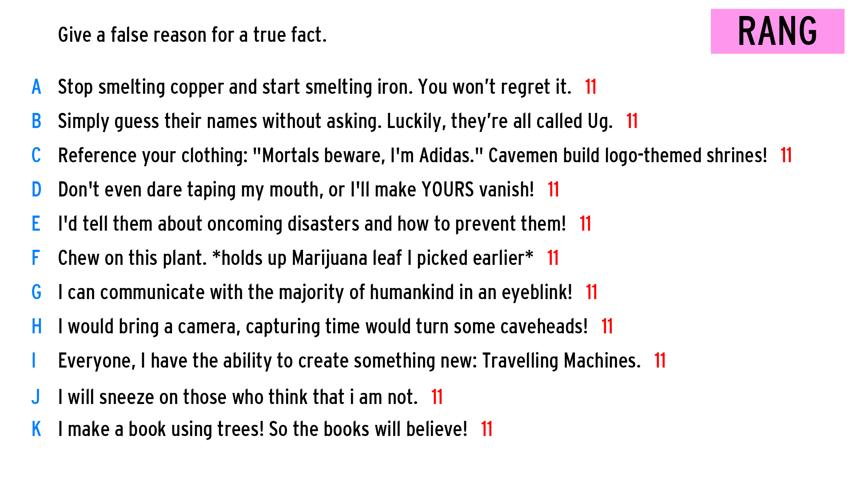 Give a false reason for a true fact.
RANG
A Stop smelting copper and start smelting iron. You won't regret it. 11
B Simply guess their names without asking. Luckily, they're all called Ug. 11
C Reference your clothing: "Mortals beware, I'm Adidas." Cavemen build logo-themed shrines! 11
D Don't even dare taping my mouth, or I'll make YOURS vanish! 11
E I'd tell them about oncoming disasters and how to prevent them! 11
F Chew on this plant. *holds up Marijuana leaf I picked earlier* 11
G I can communicate with the majority of humankind in an eyeblink! 11
H I would bring a camera, capturing time would turn some caveheads! 11
I Everyone, I have the ability to create something new: Travelling Machines. 11
J I will sneeze on those who think that i am not. 11
K I make a book using trees! So the books will believe! 11